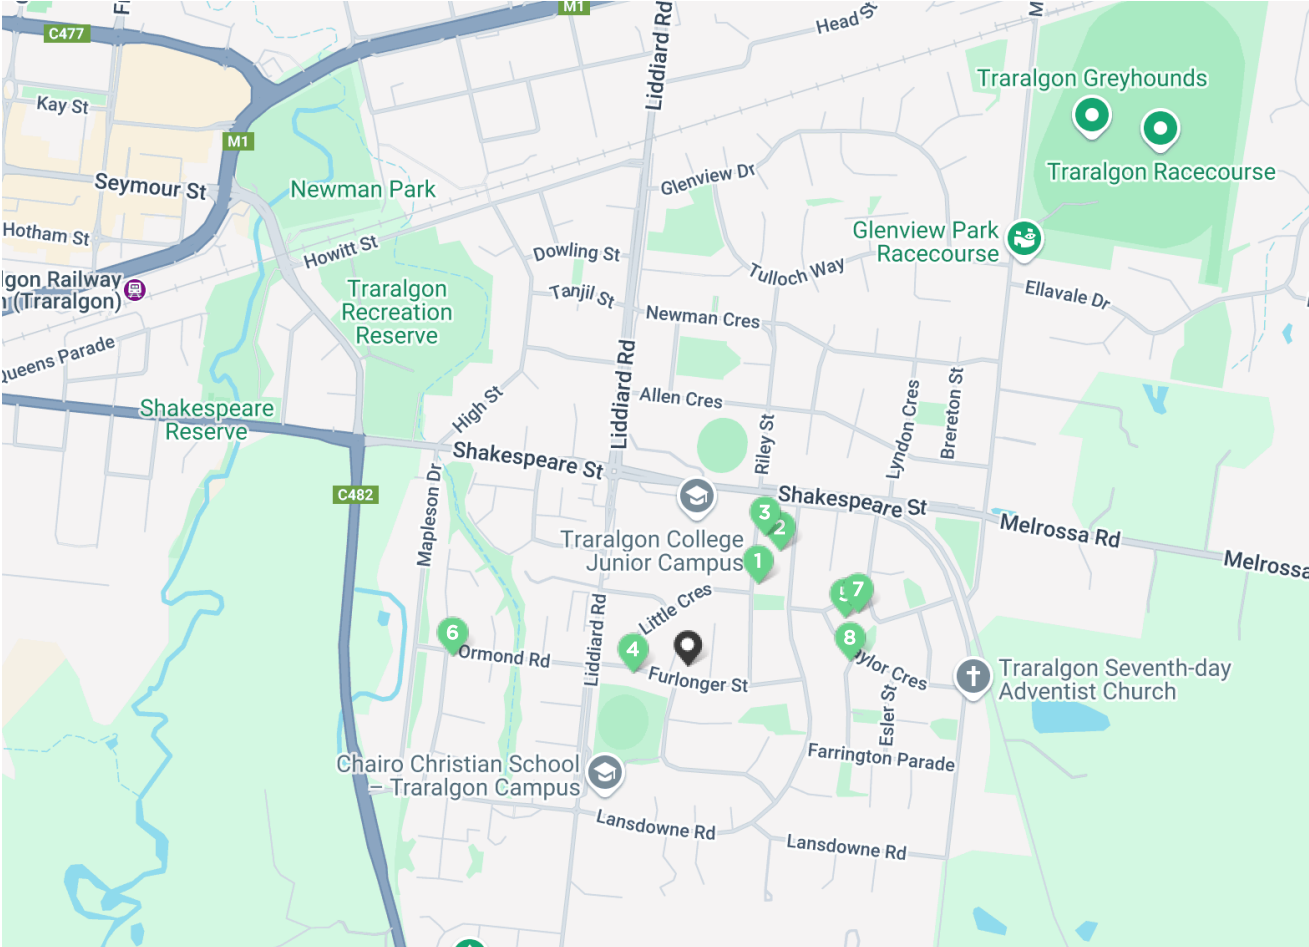 C477
M1
Head St
Liddiard Rd
Kay St
Traralgon Greyhounds
M1
Traralgon Racecourse
Seymour St
Newman Park
Glenview Dr
Hotham St
Howitt St
Dowling St
Glenview Park
Racecourse
Tulloch Way
lgon Railway
n (Traralgon)
Traralgon
Recreation
Reserve
Tanjil St
Newman Cres
Ellavale Dr
Queens Parade
Liddiard Rd
Allen Cres
Lyndon Cres
Brereton St
Shakespeare
Reserve
High St
Riley St
Shakespeare St
C482
Mapleson Dr
Shakespeare St
Melrossa Rd
Melrossa
3
2
Traralgon College
Junior Campus
1
5
7
Little Cres
Liddiard Rd
6
4
8
Ormond Rd
Furlonger St
aylor Cres
Traralgon Seventh-day
Adventist Church
Esler St
Farrington Parade
Chairo Christian School
– Traralgon Campus
Lansdowne Rd
Lansdowne Rd